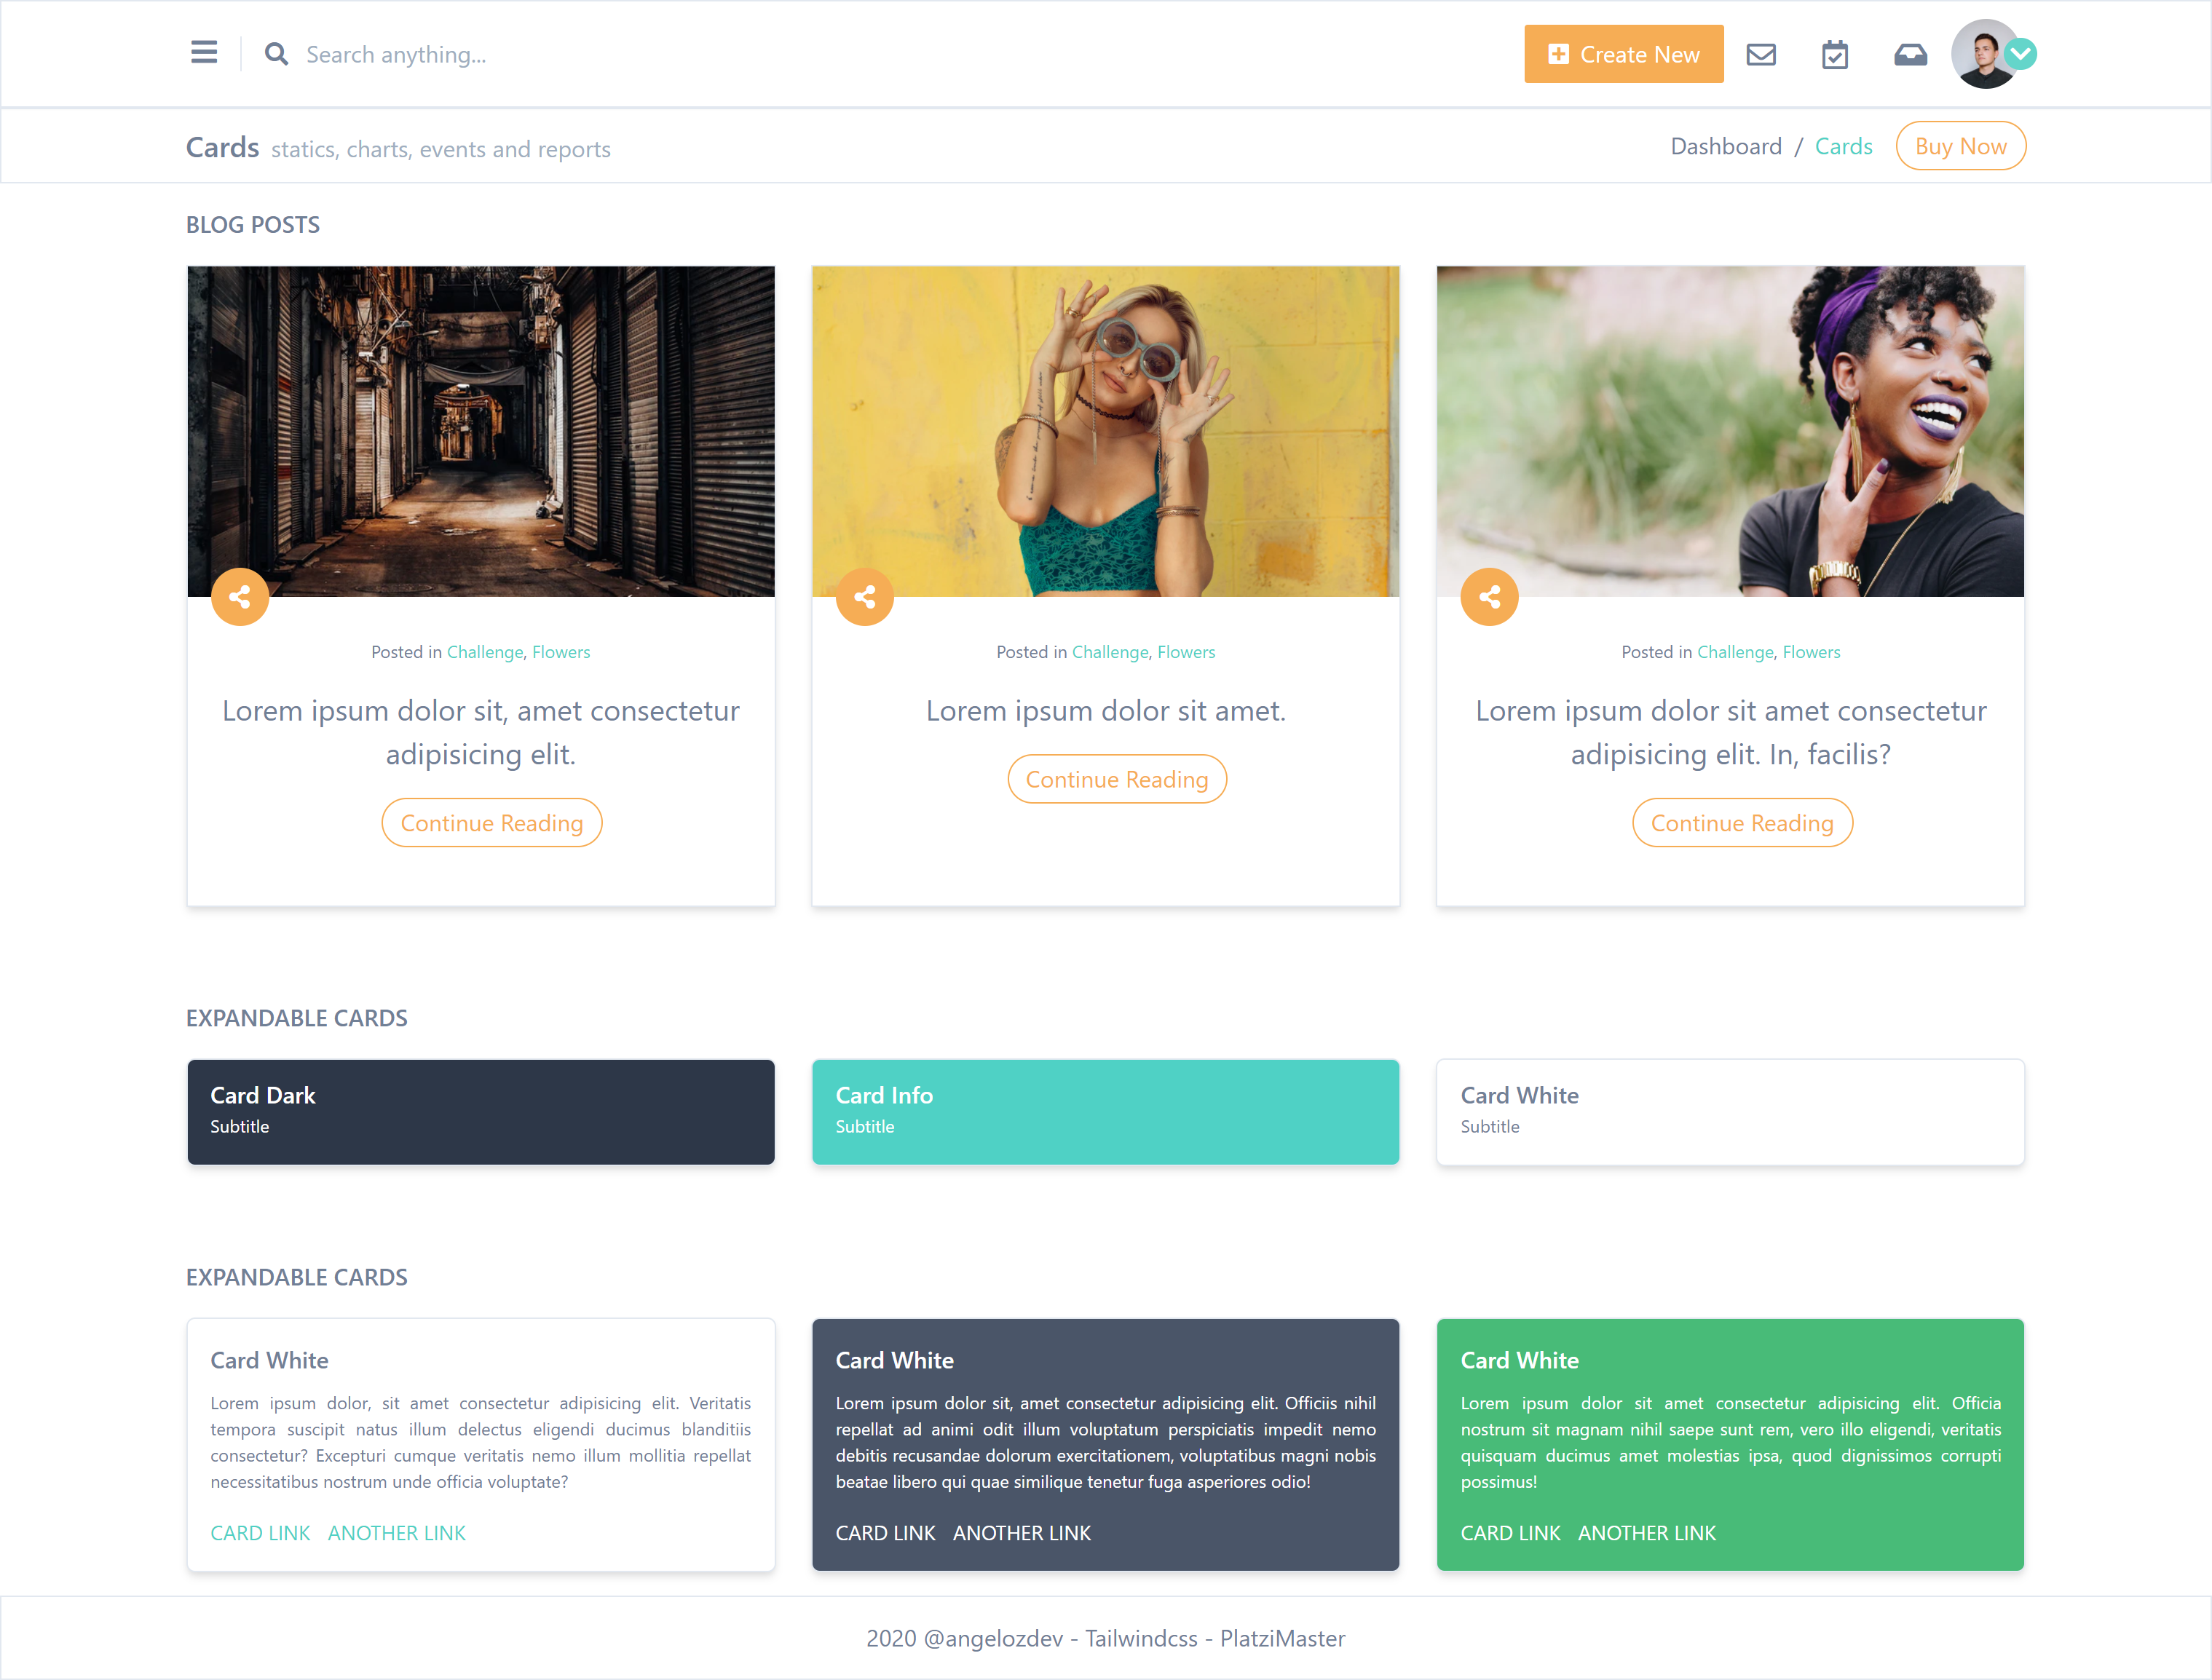 Search anything...
Create New
Cards statics, charts, events and reports
Dashboard / Cards
Buy Now
BLOG POSTS
Posted in Challenge, Flowers
Lorem ipsum dolor sit, amet consectetur
adipisicing elit.
Continue Reading
Posted in Challenge, Flowers
Lorem ipsum dolor sit amet.
Continue Reading
Posted in Challenge, Flowers
Lorem ipsum dolor sit amet consectetur
adipisicing elit. In, facilis?
Continue Reading
EXPANDABLE CARDS
Card Dark
Subtitle
Card Info
Subtitle
Card White
Subtitle
EXPANDABLE CARDS
Card White
Lorem ipsum dolor, sit amet consectetur adipisicing elit. Veritatis
tempora suscipit natus illum delectus eligendi ducimus blanditiis
consectetur? Excepturi cumque veritatis nemo illum mollitia repellat
necessitatibus nostrum unde officia voluptate?
CARD LINK ANOTHER LINK
Card White
Lorem ipsum dolor sit, amet consectetur adipisicing elit. Officiis nihil
repellat ad animi odit illum voluptatum perspiciatis impedit nemo
debitis recusandae dolorum exercitationem, voluptatibus magni nobis
beatae libero qui quae similique tenetur fuga asperiores odio!
CARD LINK ANOTHER LINK
Card White
Lorem ipsum dolor sit amet consectetur adipisicing elit. Officia
nostrum sit magnam nihil saepe sunt rem, vero illo eligendi, veritatis
quisquam ducimus amet molestias ipsa, quod dignissimos corrupti
possimus!
CARD LINK ANOTHER LINK
2020 @angelozdev - Tailwindcss - PlatziMaster